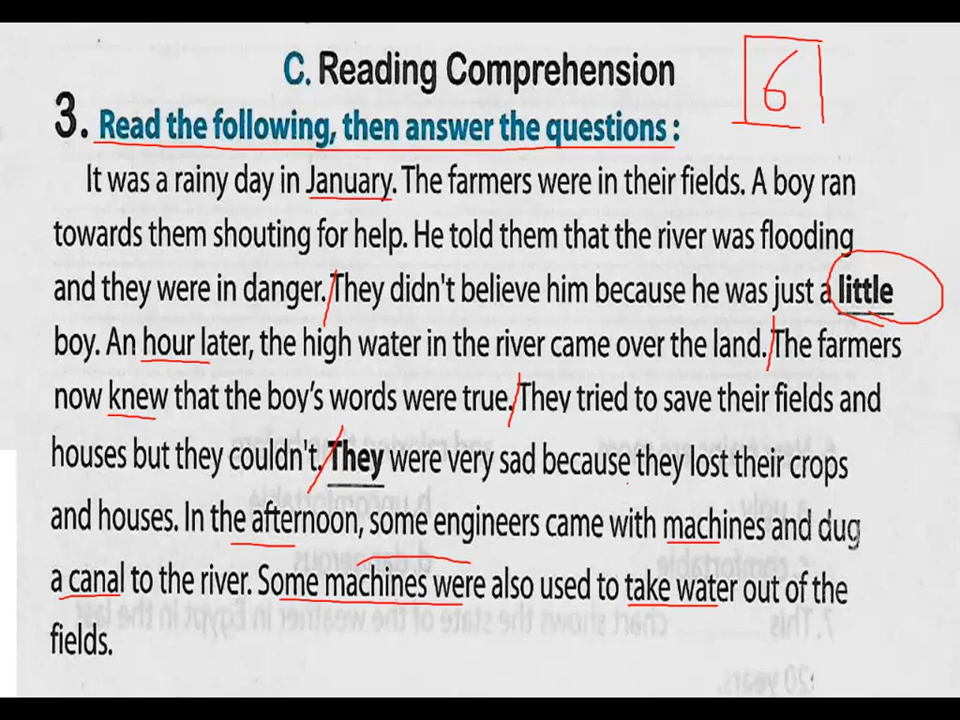 C. Reading Comprehension
6
3. Read the following, then answer the questions :
It was a rainy day in January. The farmers were in their fields. A boy ran
towards them shouting for help. He told them that the river was flooding
and they were in danger. They didn't believe him because he was just a little
boy. An hour later, the high water in the river came over the land. The farmers
now knew that the boy's words were true. They tried to save their fields and
houses but they couldn't. They were very sad because they lost their crops
and houses. In the afternoon, some engineers came with machines and dug
a canal to the river. Some machines were also used to take water out of the
fields.